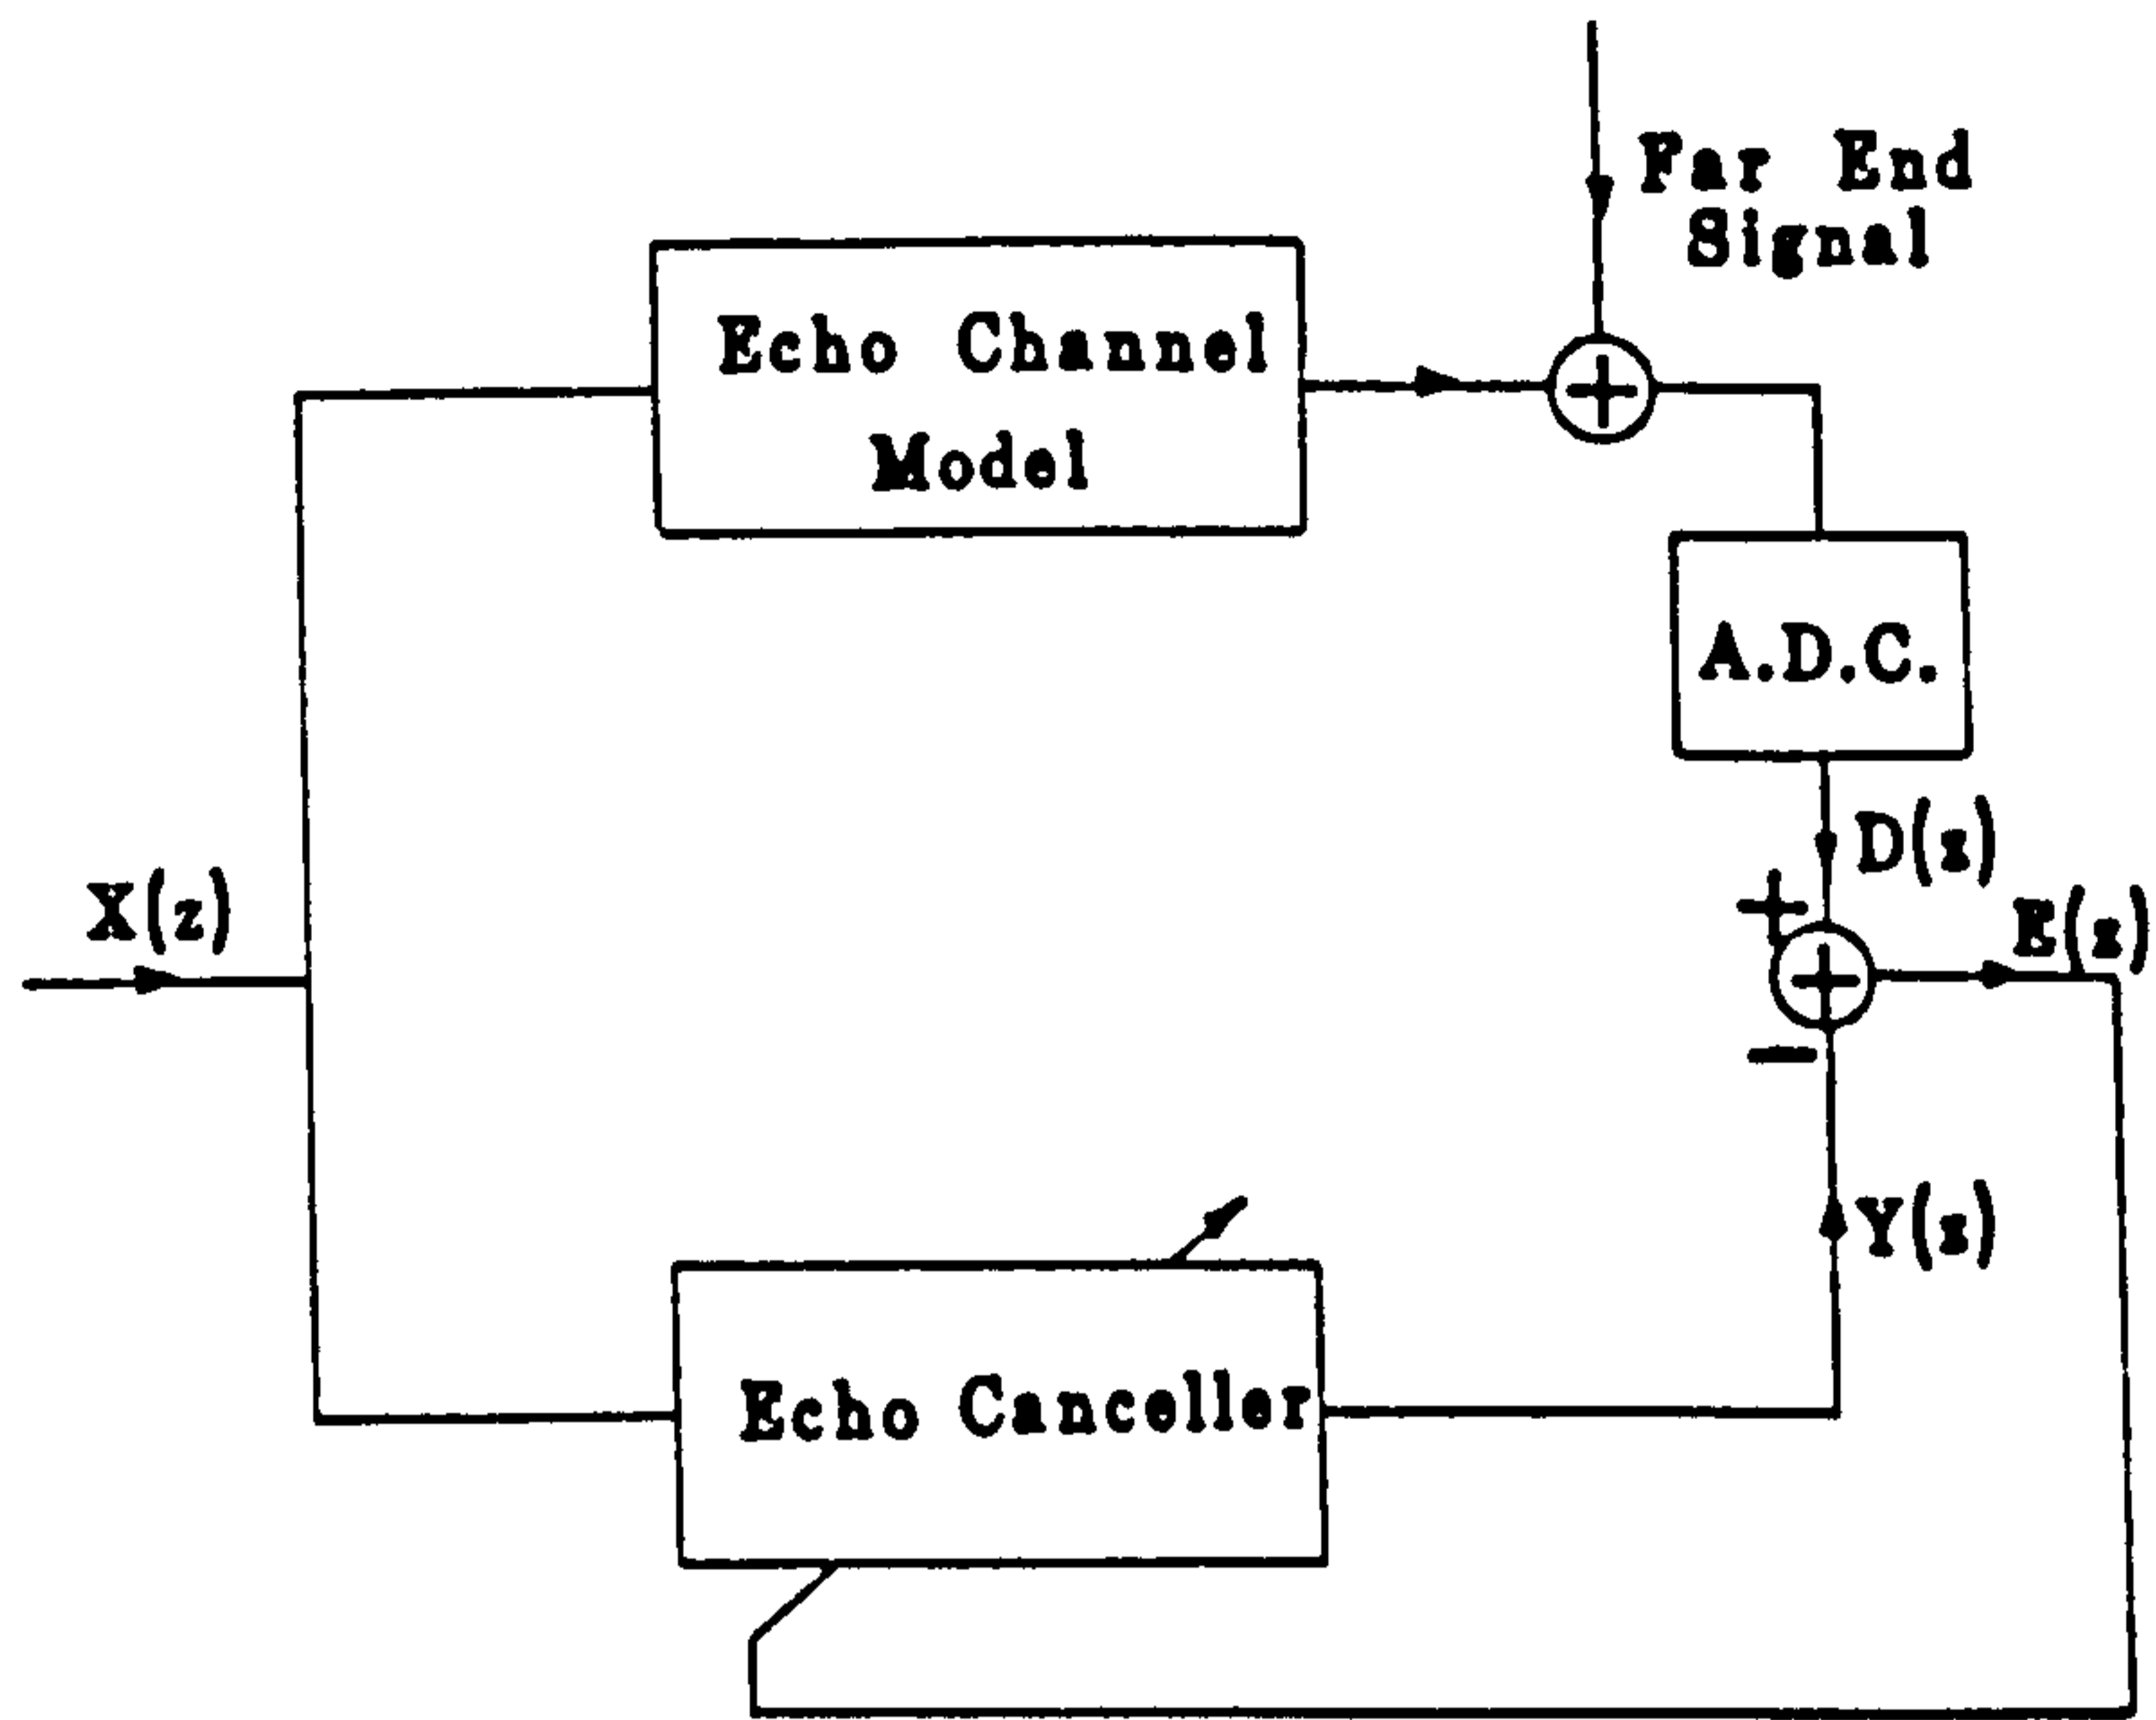 Far End
Signal
Echo Channel
Model
A.D.C.
D(z)
X(z)
E(z)
+
−
Y(z)
Echo Canceller